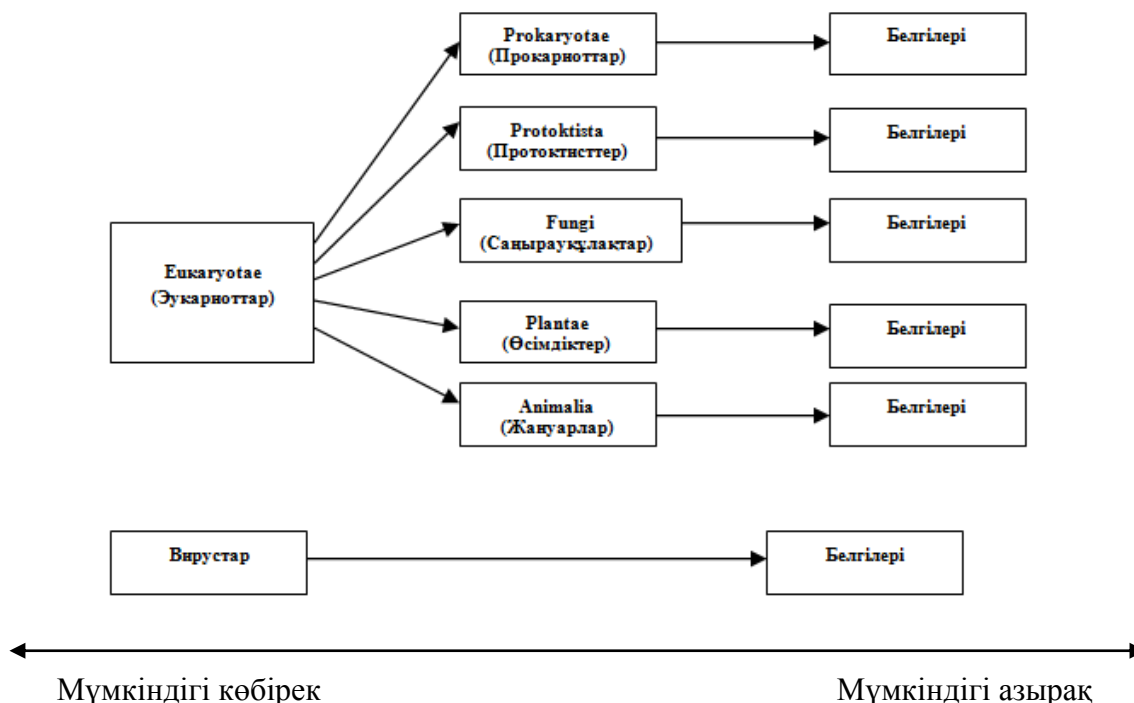 Prokaryotae
(Прокариоттар)
Белгілері
Protoktista
(Протоктисттер)
Белгілері
Fungi
(Саңырауқұлақтар)
Белгілері
Eukaryotae
(Эукариоттар)
Plantae
(Өсімдіктер)
Белгілері
Animalia
(Жануарлар)
Белгілері
Вирустар
Белгілері
Мүмкіндігі көбірек
Мүмкіндігі азырақ